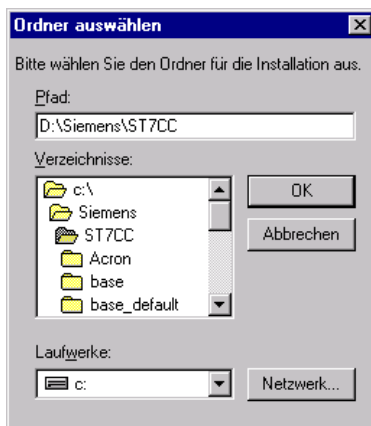 Ordner auswählen
Bitte wählen Sie den Ordner für die Installation aus.
Pfad:
D:\Siemens\ST7CC
Verzeichnisse:
c:\
Siemens
ST7CC
Acron
base
base_default
OK
Abbrechen
Laufwerke:
c:
Netzwerk...